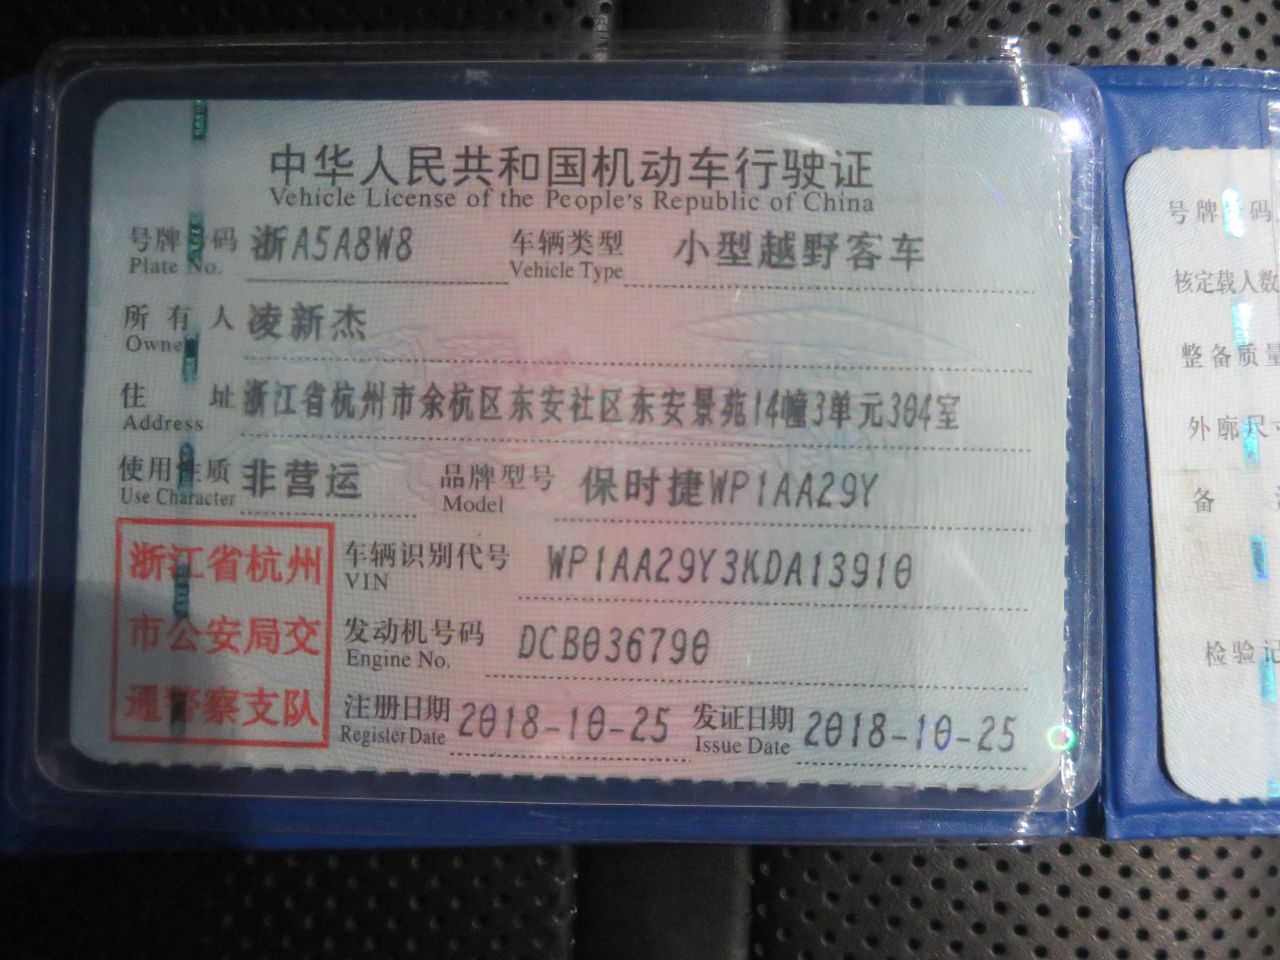 中华人民共和国机动车行驶证
Vehicle License of the People's Republic of China
号牌号码 浙A5A8W8 车辆类型 小型越野客车
Plate No. Vehicle Type
所有人 凌新杰
Owner
住址 浙江省杭州市余杭区东安社区东安景苑14幢3单元304室
Address
使用性质 非营运 品牌型号 保时捷WP1AA29Y
Use Character Model
浙江省杭州
市公安局交
通警察支队
车辆识别代号 WP1AA29Y3KDA13910
VIN
发动机号码 DCB036790
Engine No.
注册日期 2018-10-25 发证日期 2018-10-25
Register Date Issue Date
号牌号码
核定载人数
整备质量
外廓尺寸
备
检验记